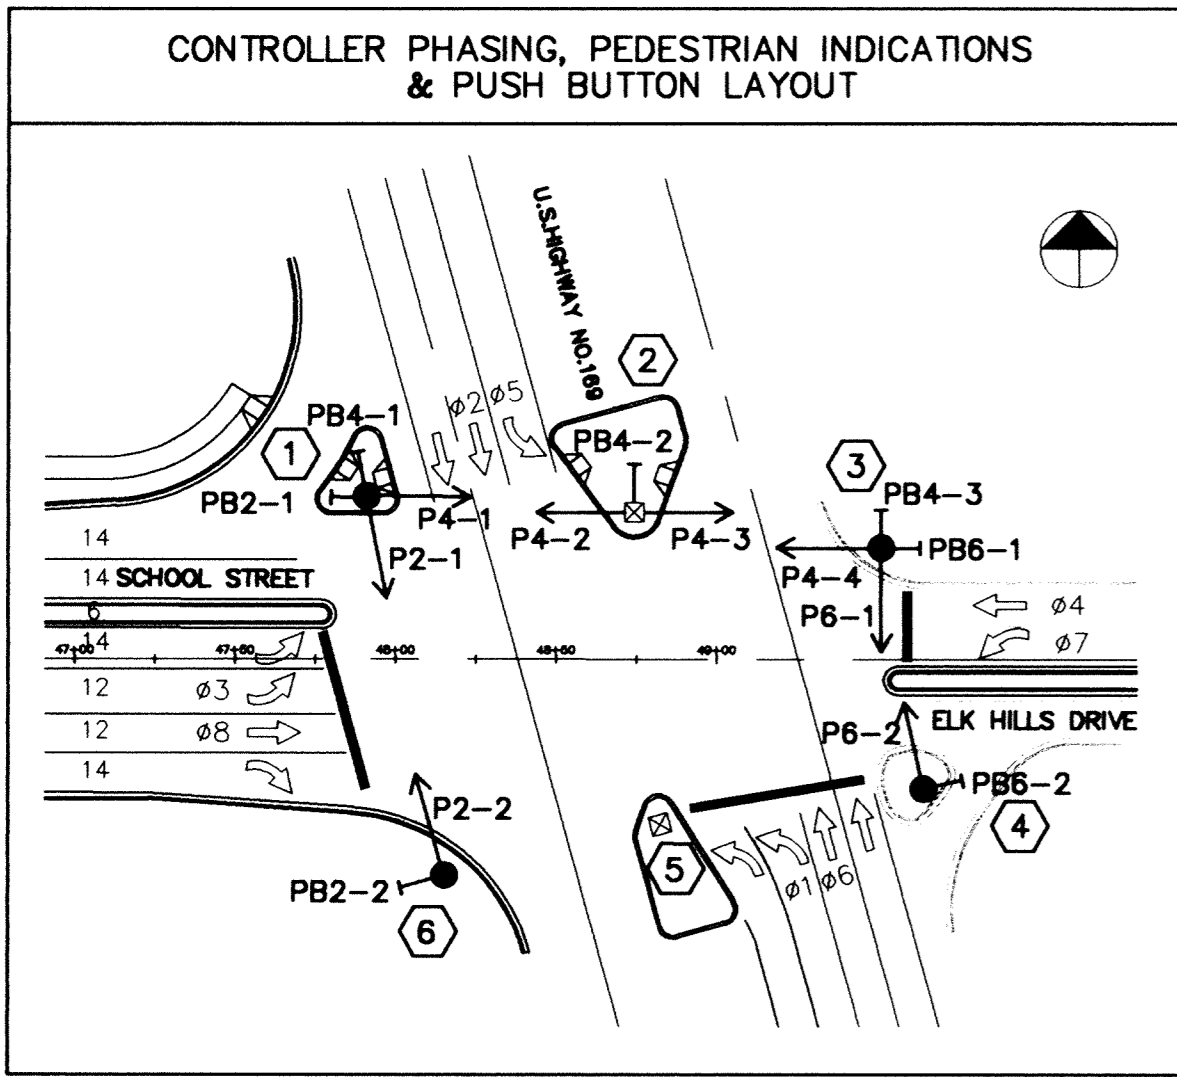 CONTROLLER PHASING, PEDESTRIAN INDICATIONS
& PUSH BUTTON LAYOUT
U.S.HIGHWAY NO.169
2
ø2 ø5
PB4-1
1
PB4-2
3
PB2-1
P4-1
PB4-3
P4-2
P4-3
14
P2-1
PB6-1
P4-4
14
SCHOOL STREET
6
P6-1
ø4
14
ø7
47+00
47+50
48+00
48+50
49+00
12
ø3
P6-2
ELK HILLS DRIVE
12
ø8
14
P2-2
PB6-2
4
5
PB2-2
ø1 ø6
6